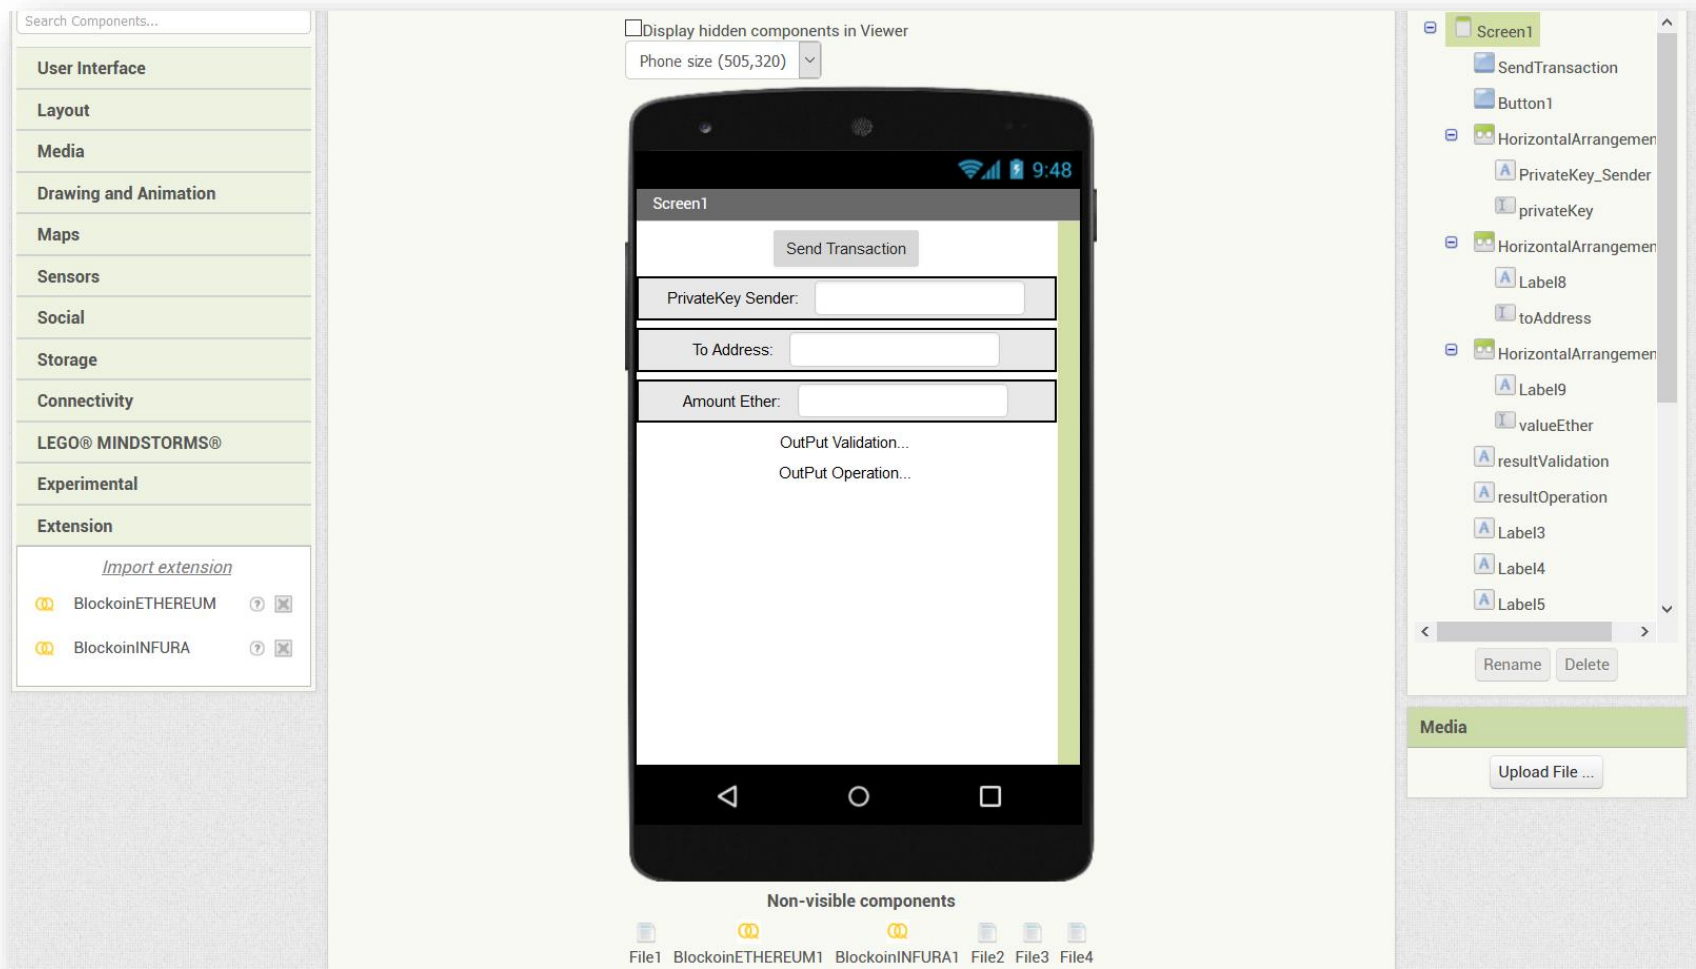 Search Components...
User Interface
Layout
Media
Drawing and Animation
Maps
Sensors
Social
Storage
Connectivity
LEGO® MINDSTORMS®
Experimental
Extension
Import extension
BlockoinETHEREUM ?
BlockoinINFURA ?
Display hidden components in Viewer
Phone size (505,320)
9:48
Screen1
Send Transaction
PrivateKey Sender:
To Address:
Amount Ether:
OutPut Validation...
OutPut Operation...
Non-visible components
File1 BlockoinETHEREUM1 BlockoinINFURA1 File2 File3 File4
Screen1
SendTransaction
Button1
HorizontalArrangemen
A PrivateKey_Sender
privateKey
HorizontalArrangemen
A Label8
toAddress
HorizontalArrangemen
A Label9
valueEther
A resultValidation
A resultOperation
A Label3
A Label4
A Label5
Rename Delete
Media
Upload File ...